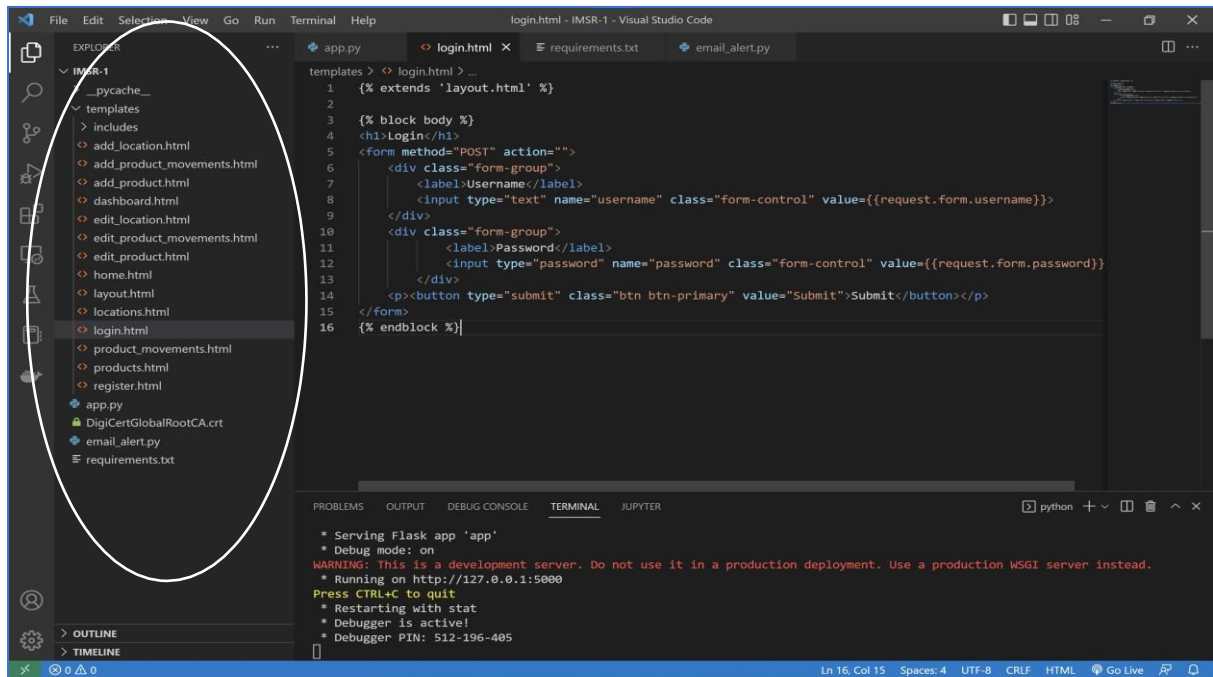 File Edit Selection View Go Run Terminal Help login.html - IMSR-1 - Visual Studio Code
EXPLORER
IMSR-1
__pycache__
templates
includes
add_location.html
add_product_movements.html
add_product.html
dashboard.html
edit_location.html
edit_product_movements.html
edit_product.html
home.html
layout.html
locations.html
login.html
product_movements.html
products.html
register.html
app.py
DigiCertGlobalRootCA.crt
email_alert.py
requirements.txt
OUTLINE
TIMELINE
app.py login.html requirements.txt email_alert.py
templates > login.html > ...
1 {% extends 'layout.html' %}
2
3 {% block body %}
4 <h1>Login</h1>
5 <form method="POST" action="">
6 <div class="form-group">
7 <label>Username</label>
8 <input type="text" name="username" class="form-control" value={{request.form.username}}>
9 </div>
10 <div class="form-group">
11 <label>Password</label>
12 <input type="password" name="password" class="form-control" value={{request.form.password}}
13 </div>
14 <p><button type="submit" class="btn btn-primary" value="Submit">Submit</button></p>
15 </form>
16 {% endblock %}
PROBLEMS OUTPUT DEBUG CONSOLE TERMINAL JUPYTER python
* Serving Flask app 'app'
* Debug mode: on
WARNING: This is a development server. Do not use it in a production deployment. Use a production WSGI server instead.
* Running on http://127.0.0.1:5000
Press CTRL+C to quit
* Restarting with stat
* Debugger is active!
* Debugger PIN: 512-196-405
0 0 Ln 16, Col 15 Spaces: 4 UTF-8 CRLF HTML Go Live